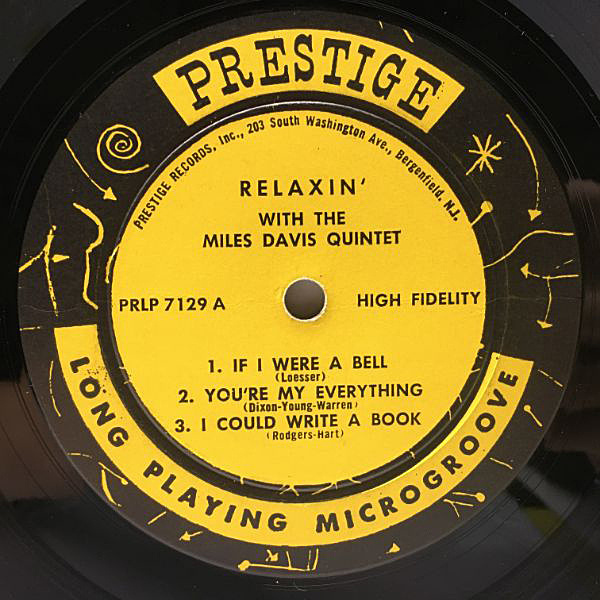 PRESTIGE
PRESTIGE RECORDS, Inc., 203 South Washington Ave., Bergenfield, N.J.
RELAXIN'
WITH THE
MILES DAVIS QUINTET
PRLP 7129 A
HIGH FIDELITY
1. IF I WERE A BELL
(Loesser)
2. YOU'RE MY EVERYTHING
(Dixon-Young-Warren)
3. I COULD WRITE A BOOK
(Rodgers-Hart)
LONG PLAYING MICROGROOVE